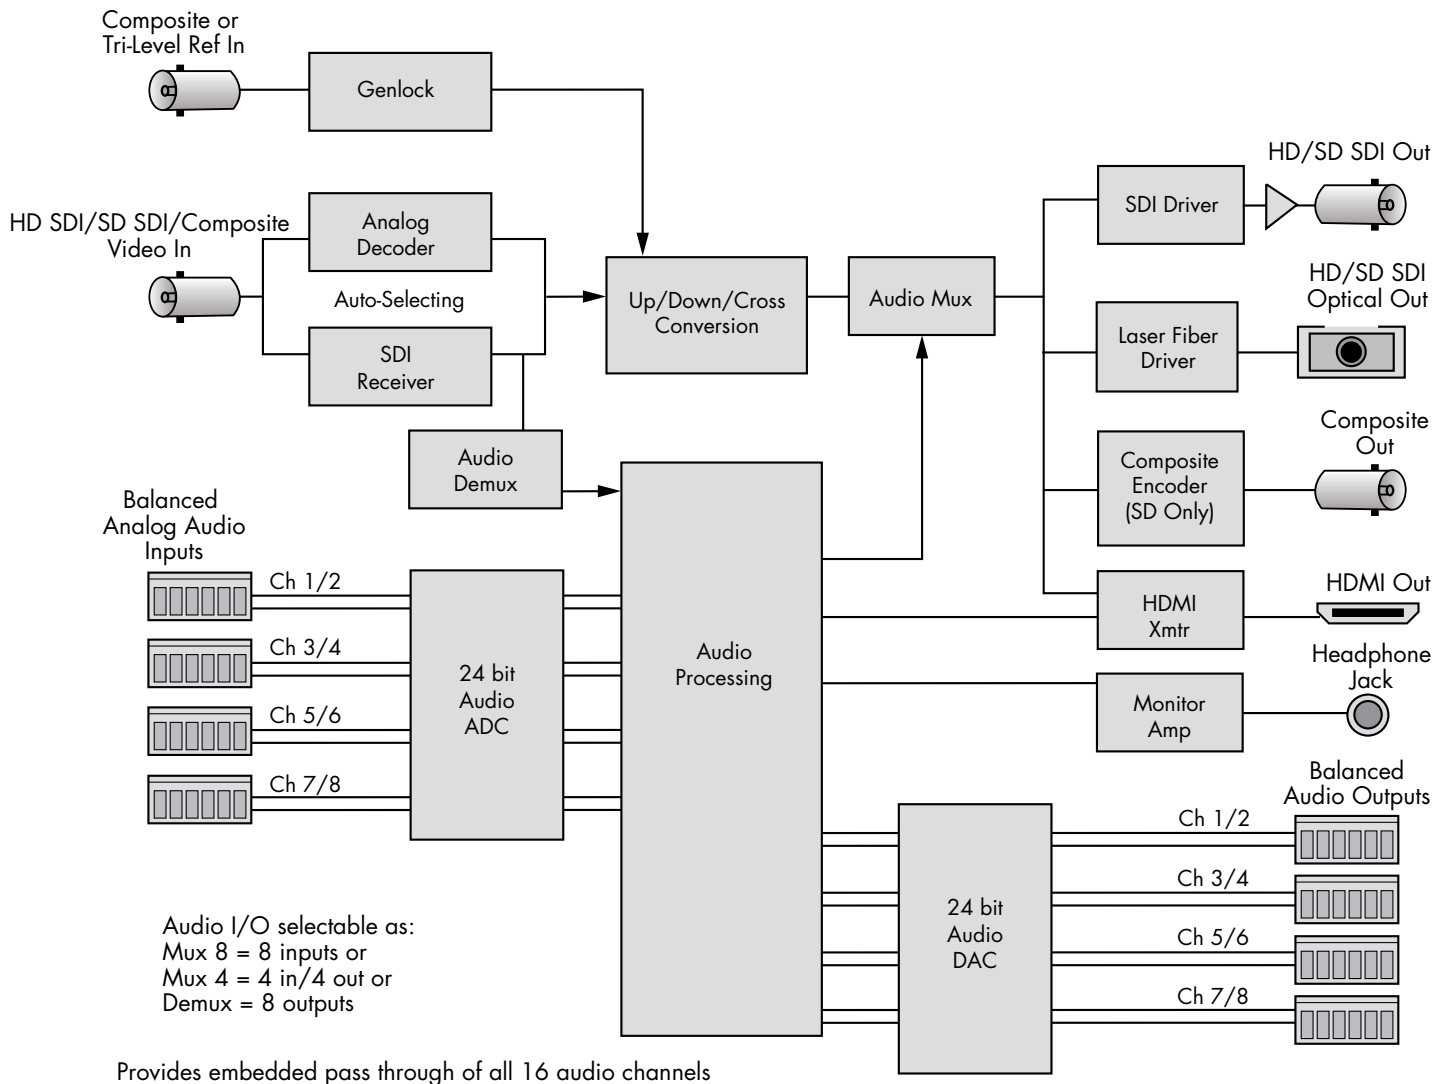 Composite or
Tri-Level Ref In
Genlock
HD/SD SDI Out
SDI Driver
HD SDI/SD SDI/Composite
Video In
Analog
Decoder
Auto-Selecting
SDI
Receiver
Up/Down/Cross
Conversion
Audio Mux
HD/SD SDI
Optical Out
Laser Fiber
Driver
Composite
Out
Composite
Encoder
(SD Only)
Audio
Demux
Balanced
Analog Audio
Inputs
Ch 1/2
Ch 3/4
Ch 5/6
Ch 7/8
24 bit
Audio
ADC
Audio
Processing
HDMI Out
HDMI
Xmtr
Headphone
Jack
Monitor
Amp
Balanced
Audio Outputs
Ch 1/2
Ch 3/4
Ch 5/6
Ch 7/8
24 bit
Audio
DAC
Audio I/O selectable as:
Mux 8 = 8 inputs or
Mux 4 = 4 in/4 out or
Demux = 8 outputs
Provides embedded pass through of all 16 audio channels